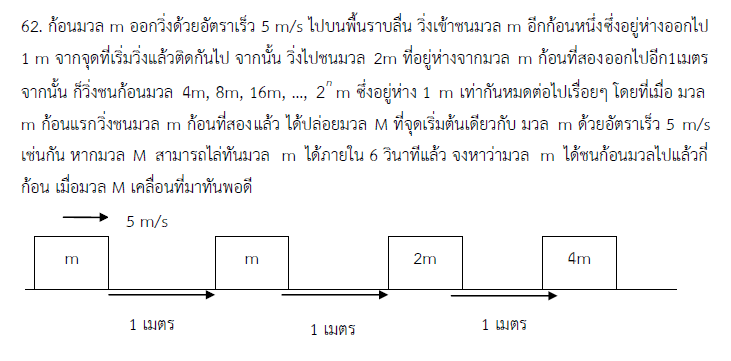 62. ก้อนมวล m ออกวิ่งด้วยอัตราเร็ว 5 m/s ไปบนพื้นราบลื่น วิ่งเข้าชนมวล m อีกก้อนหนึ่งซึ่งอยู่ห่างออกไป
1 m จากจุดที่เริ่มวิ่งแล้วติดกันไป จากนั้น วิ่งไปชนมวล 2m ที่อยู่ห่างจากมวล m ก้อนที่สองออกไปอีก1เมตร
จากนั้น ก็วิ่งชนก้อนมวล 4m, 8m, 16m, ..., 2ⁿ m ซึ่งอยู่ห่าง 1 m เท่ากันหมดต่อไปเรื่อยๆ โดยที่เมื่อ มวล
m ก้อนแรกวิ่งชนมวล m ก้อนที่สองแล้ว ได้ปล่อยมวล M ที่จุดเริ่มต้นเดียวกับ มวล m ด้วยอัตราเร็ว 5 m/s
เช่นกัน หากมวล M สามารถไล่ทันมวล m ได้ภายใน 6 วินาทีแล้ว จงหาว่ามวล m ได้ชนก้อนมวลไปแล้วกี่
ก้อน เมื่อมวล M เคลื่อนที่มาทันพอดี
5 m/s
m m 2m 4m
1 เมตร 1 เมตร 1 เมตร